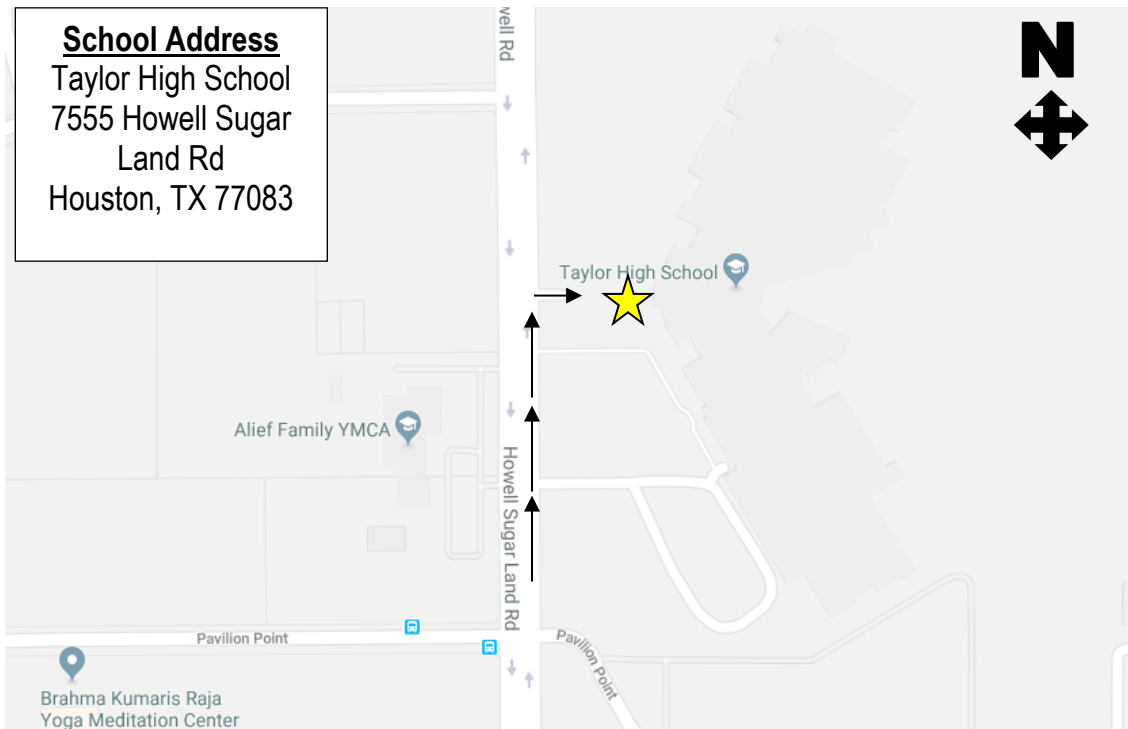 School Address
Taylor High School
7555 Howell Sugar
Land Rd
Houston, TX 77083
well Rd
N
Taylor High School
Alief Family YMCA
Howell Sugar Land Rd
Pavilion Point
Pavilion Point
Brahma Kumaris Raja
Yoga Meditation Center